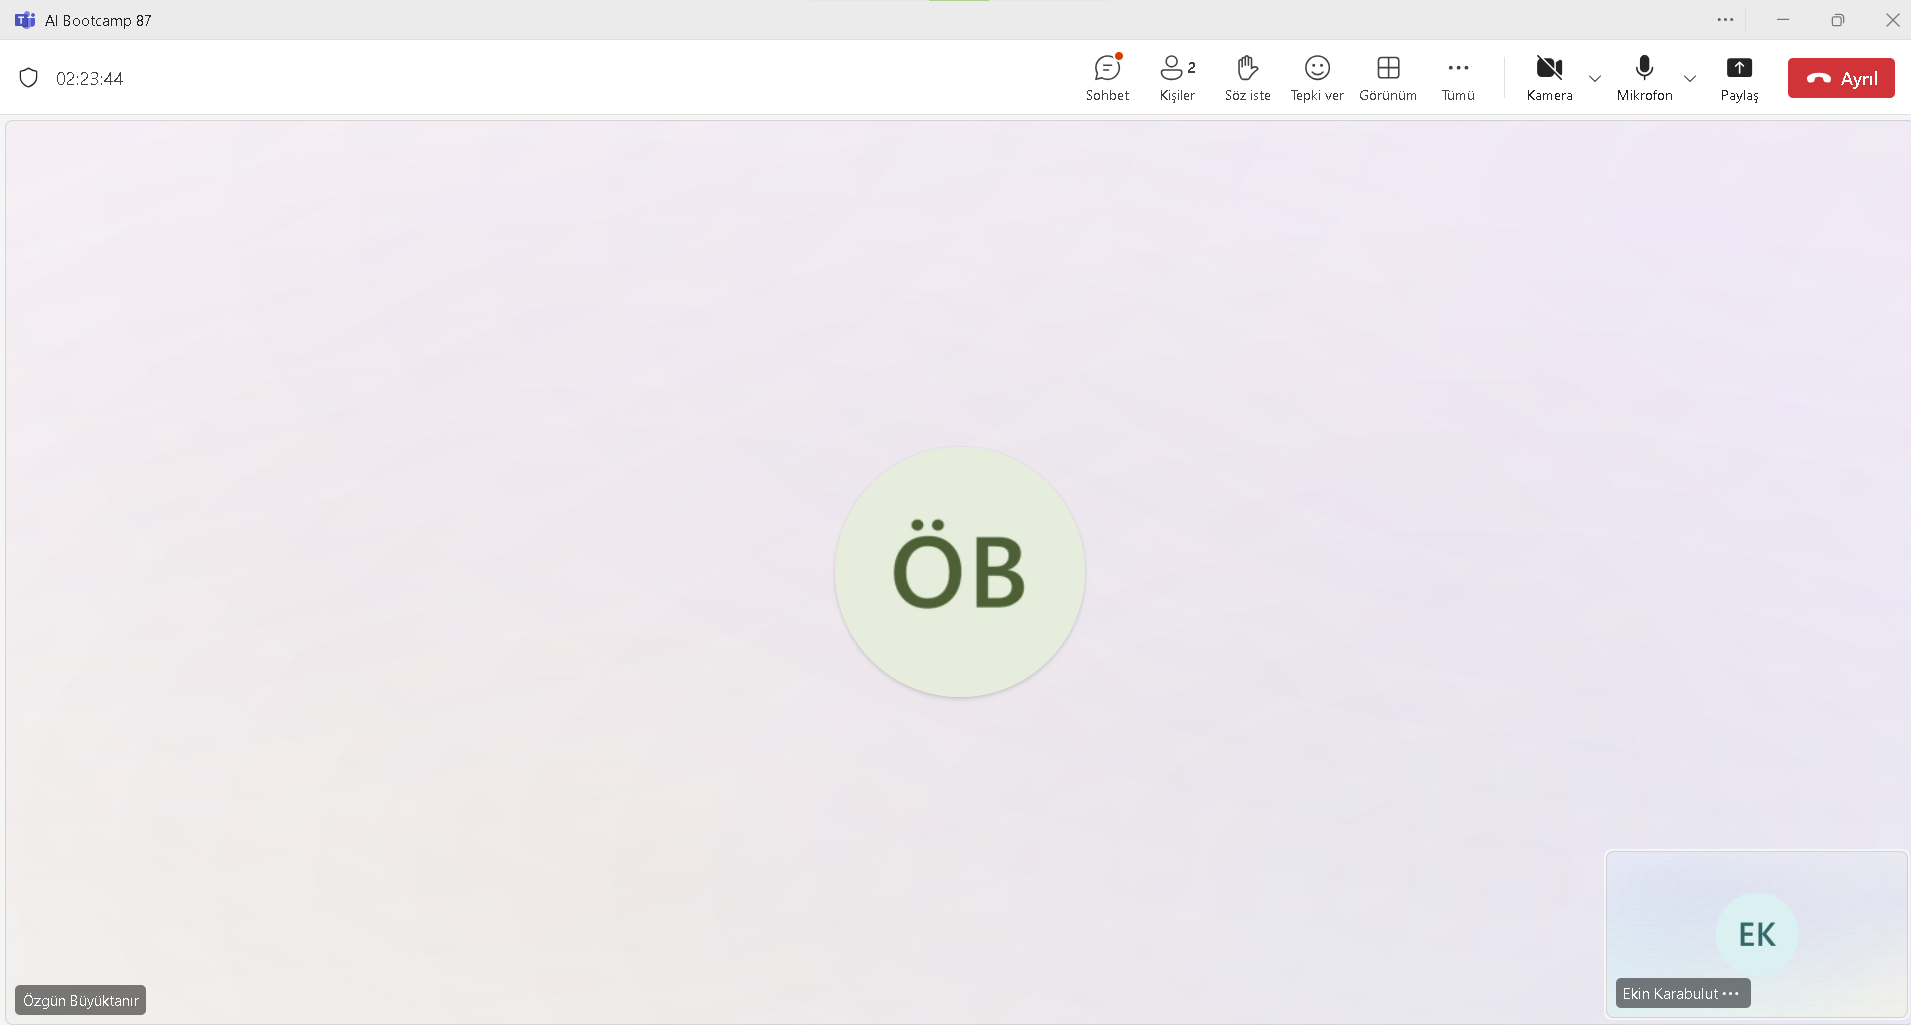 AI Bootcamp 87
02:23:44
Sohbet
2
Kişiler
Söz iste
Tepki ver
Görünüm
Tümü
Kamera
Mikrofon
Paylaş
Ayrıl
ÖB
EK
Özgün Büyüktanır
Ekin Karabulut